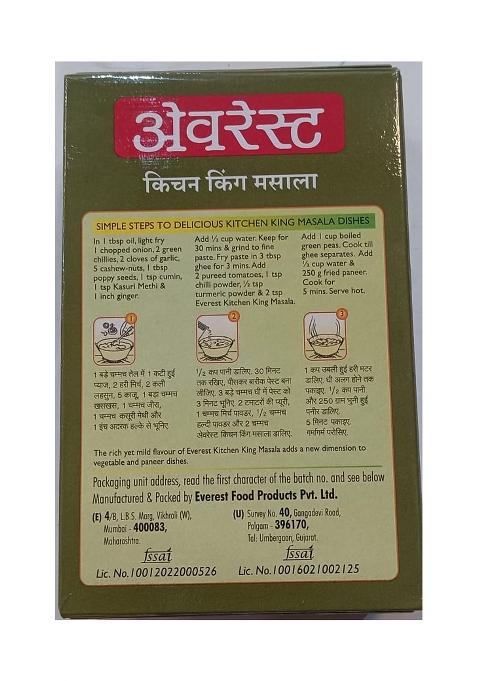 अेवरेस्ट
किचन किंग मसाला
SIMPLE STEPS TO DELICIOUS KITCHEN KING MASALA DISHES
In 1 tbsp oil, light fry
1 chopped onion, 2 green
chillies, 2 cloves of garlic,
5 cashew-nuts, 1 tbsp
poppy seeds, 1 tsp cumin,
1 tsp Kasuri Methi &
1 inch ginger.
Add ½ cup water. Keep for
30 mins & grind to fine
paste. Fry paste in 3 tbsp
ghee for 3 mins. Add
2 pureed tomatoes, 1 tsp
chilli powder, ½ tsp
turmeric powder & 2 tsp
Everest Kitchen King Masala.
Add 1 cup boiled
green peas. Cook till
ghee separates. Add
½ cup water &
250 g fried paneer.
Cook for
5 mins. Serve hot.
1
2
3
1 बड़े चम्मच तेल में 1 कटी हुई
प्याज, 2 हरी मिर्च, 2 कली
लहसुन, 5 काजू, 1 बड़ा चम्मच
खसखस, 1 चम्मच जीरा,
1 चम्मच कसूरी मेथी और
1 इंच अदरक हल्के से भूनिए
1/2 कप पानी डालिए. 30 मिनट
तक रखिए, पीसकर बारीक पेस्ट बना
लीजिए. 3 बड़े चम्मच घी में पेस्ट को
3 मिनट भूनिए. 2 टमाटरों की प्यूरी,
1 चम्मच मिर्च पावडर, 1/2 चम्मच
हल्दी पावडर और 2 चम्मच
अेवरेस्ट किचन किंग मसाला डालिए.
1 कप उबली हुई हरी मटर
डालिए. घी अलग होने तक
पकाइए. 1/2 कप पानी
और 250 ग्राम भुनी हुई
पनीर डालिए.
5 मिनट पकाइए.
गर्मागर्म परोसिए.
The rich yet mild flavour of Everest Kitchen King Masala adds a new dimension to
vegetable and paneer dishes.
Packaging unit address, read the first character of the batch no. and see below
Manufactured & Packed by Everest Food Products Pvt. Ltd.
(E) 4/B, L.B.S. Marg, Vikhroli (W),
Mumbai - 400083,
Maharashtra.
(U) Survey No. 40, Gangadevi Road,
Palgam - 396170,
Tal: Umbergaon, Gujarat.
fssai
fssai
Lic. No. 10012022000526
Lic. No. 10016021002125